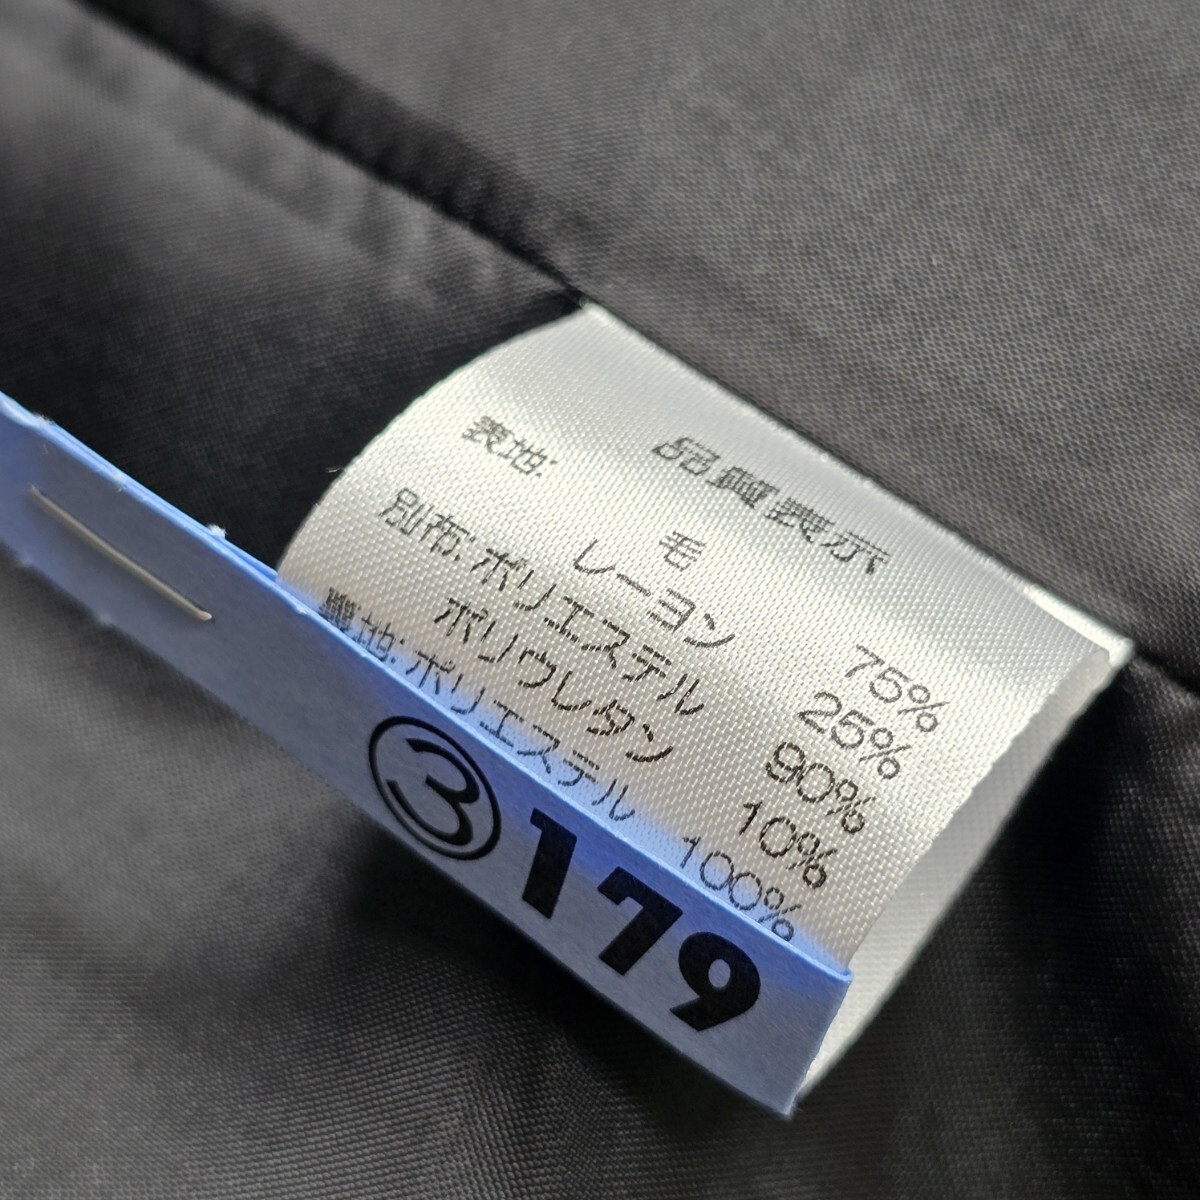 品質表示
表地: 毛 75%
レーヨン 25%
別布: ポリエステル 90%
ポリウレタン 10%
裏地: ポリエステル 100%
③179